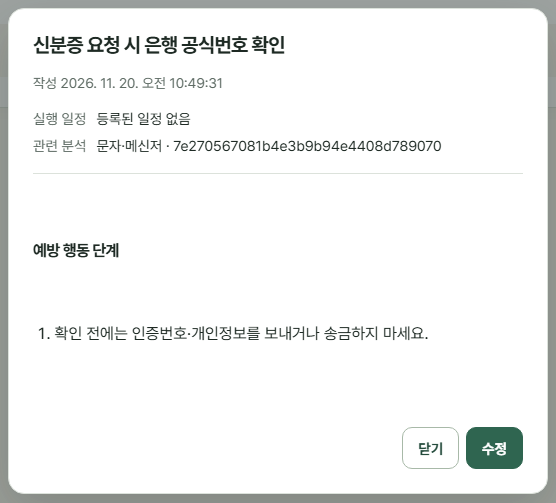 신분증 요청 시 은행 공식번호 확인
작성 2026. 11. 20. 오전 10:49:31
실행 일정 등록된 일정 없음
관련 분석 문자·메신저 · 7e270567081b4e3b9b94e4408d789070
예방 행동 단계
1. 확인 전에는 인증번호·개인정보를 보내거나 송금하지 마세요.
닫기 수정